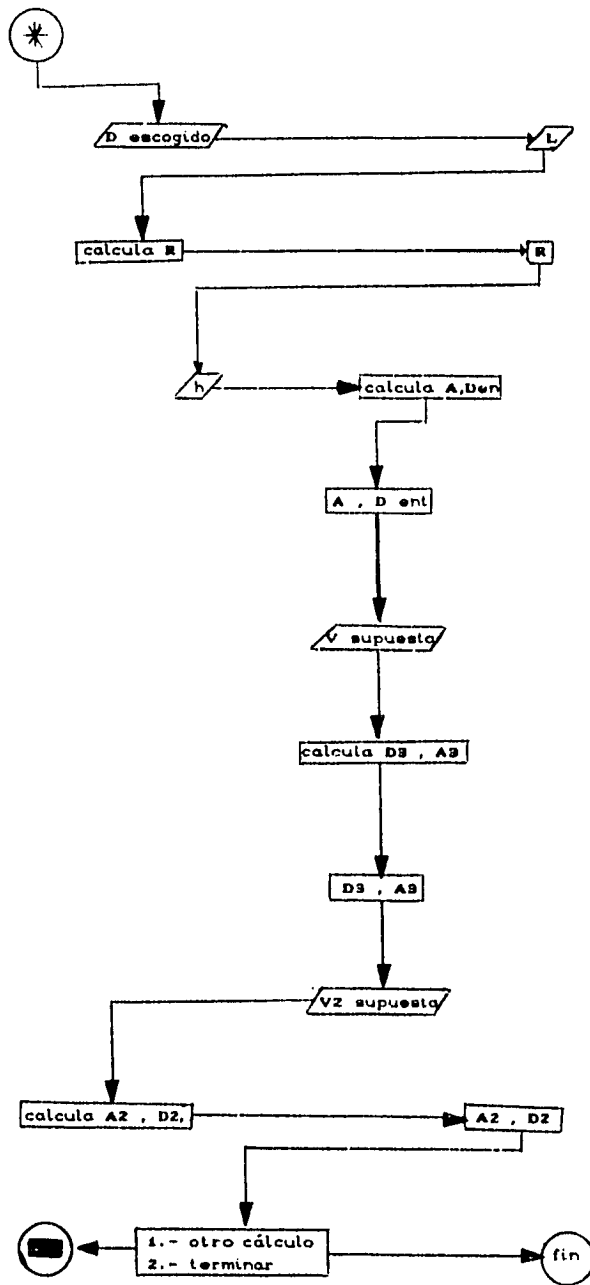 *
D escogido
L
calcula R
R
h
calcula A,Den
A , D ent
V supuesta
calcula D3 , A3
D3 , A3
V2 supuesta
calcula A2 , D2,
A2 , D2
1.- otro cálculo
2.- terminar
fin